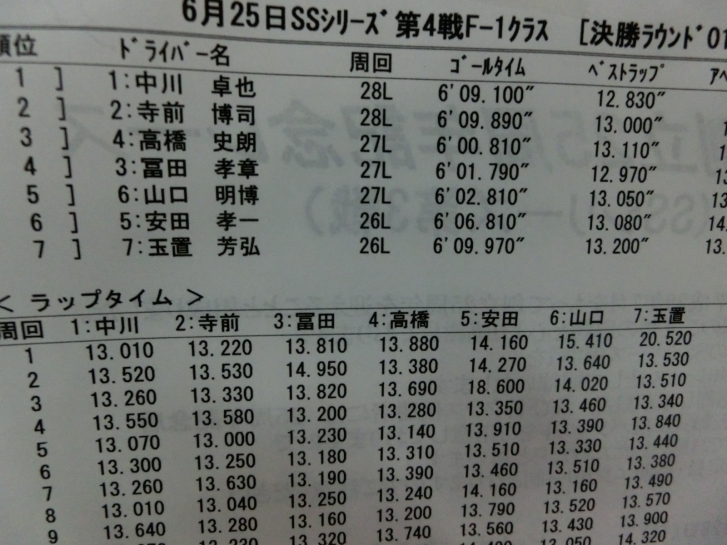 6月25日SSシリーズ 第4戦F-1クラス [決勝ラウンド01
順位 ドライバー名 周回 ゴールタイム ベストラップ アベ
1 ] 1:中川 卓也 28L 6'09.100" 12.830"
2 ] 2:寺前 博司 28L 6'09.890" 13.000"
3 ] 4:高橋 史朗 27L 6'00.810" 13.110"
4 ] 3:冨田 孝章 27L 6'01.790" 12.970"
5 ] 6:山口 明博 27L 6'02.810" 13.050"
6 ] 5:安田 孝一 26L 6'06.810" 13.080"
7 ] 7:玉置 芳弘 26L 6'09.970" 13.200"
< ラップタイム >
周回 1:中川 2:寺前 3:冨田 4:高橋 5:安田 6:山口 7:玉置
1 13.010 13.220 13.810 13.880 14.160 15.410 20.520
2 13.520 13.530 14.950 13.380 14.270 13.640 13.530
3 13.260 13.330 13.820 13.690 18.600 14.020 13.510
4 13.550 13.580 13.200 13.280 13.350 13.460 13.340
5 13.070 13.000 13.230 13.140 13.910 13.390 13.840
6 13.300 13.250 13.180 13.310 13.510 13.330 13.440
7 13.260 13.630 13.190 13.390 13.460 13.510 13.380
8 13.010 13.040 13.250 13.240 14.160 13.160 13.490
9 13.640 13.280 13.160 13.200 13.790 13.520 13.570
13.320 13.740 13.560 13.430 13.900